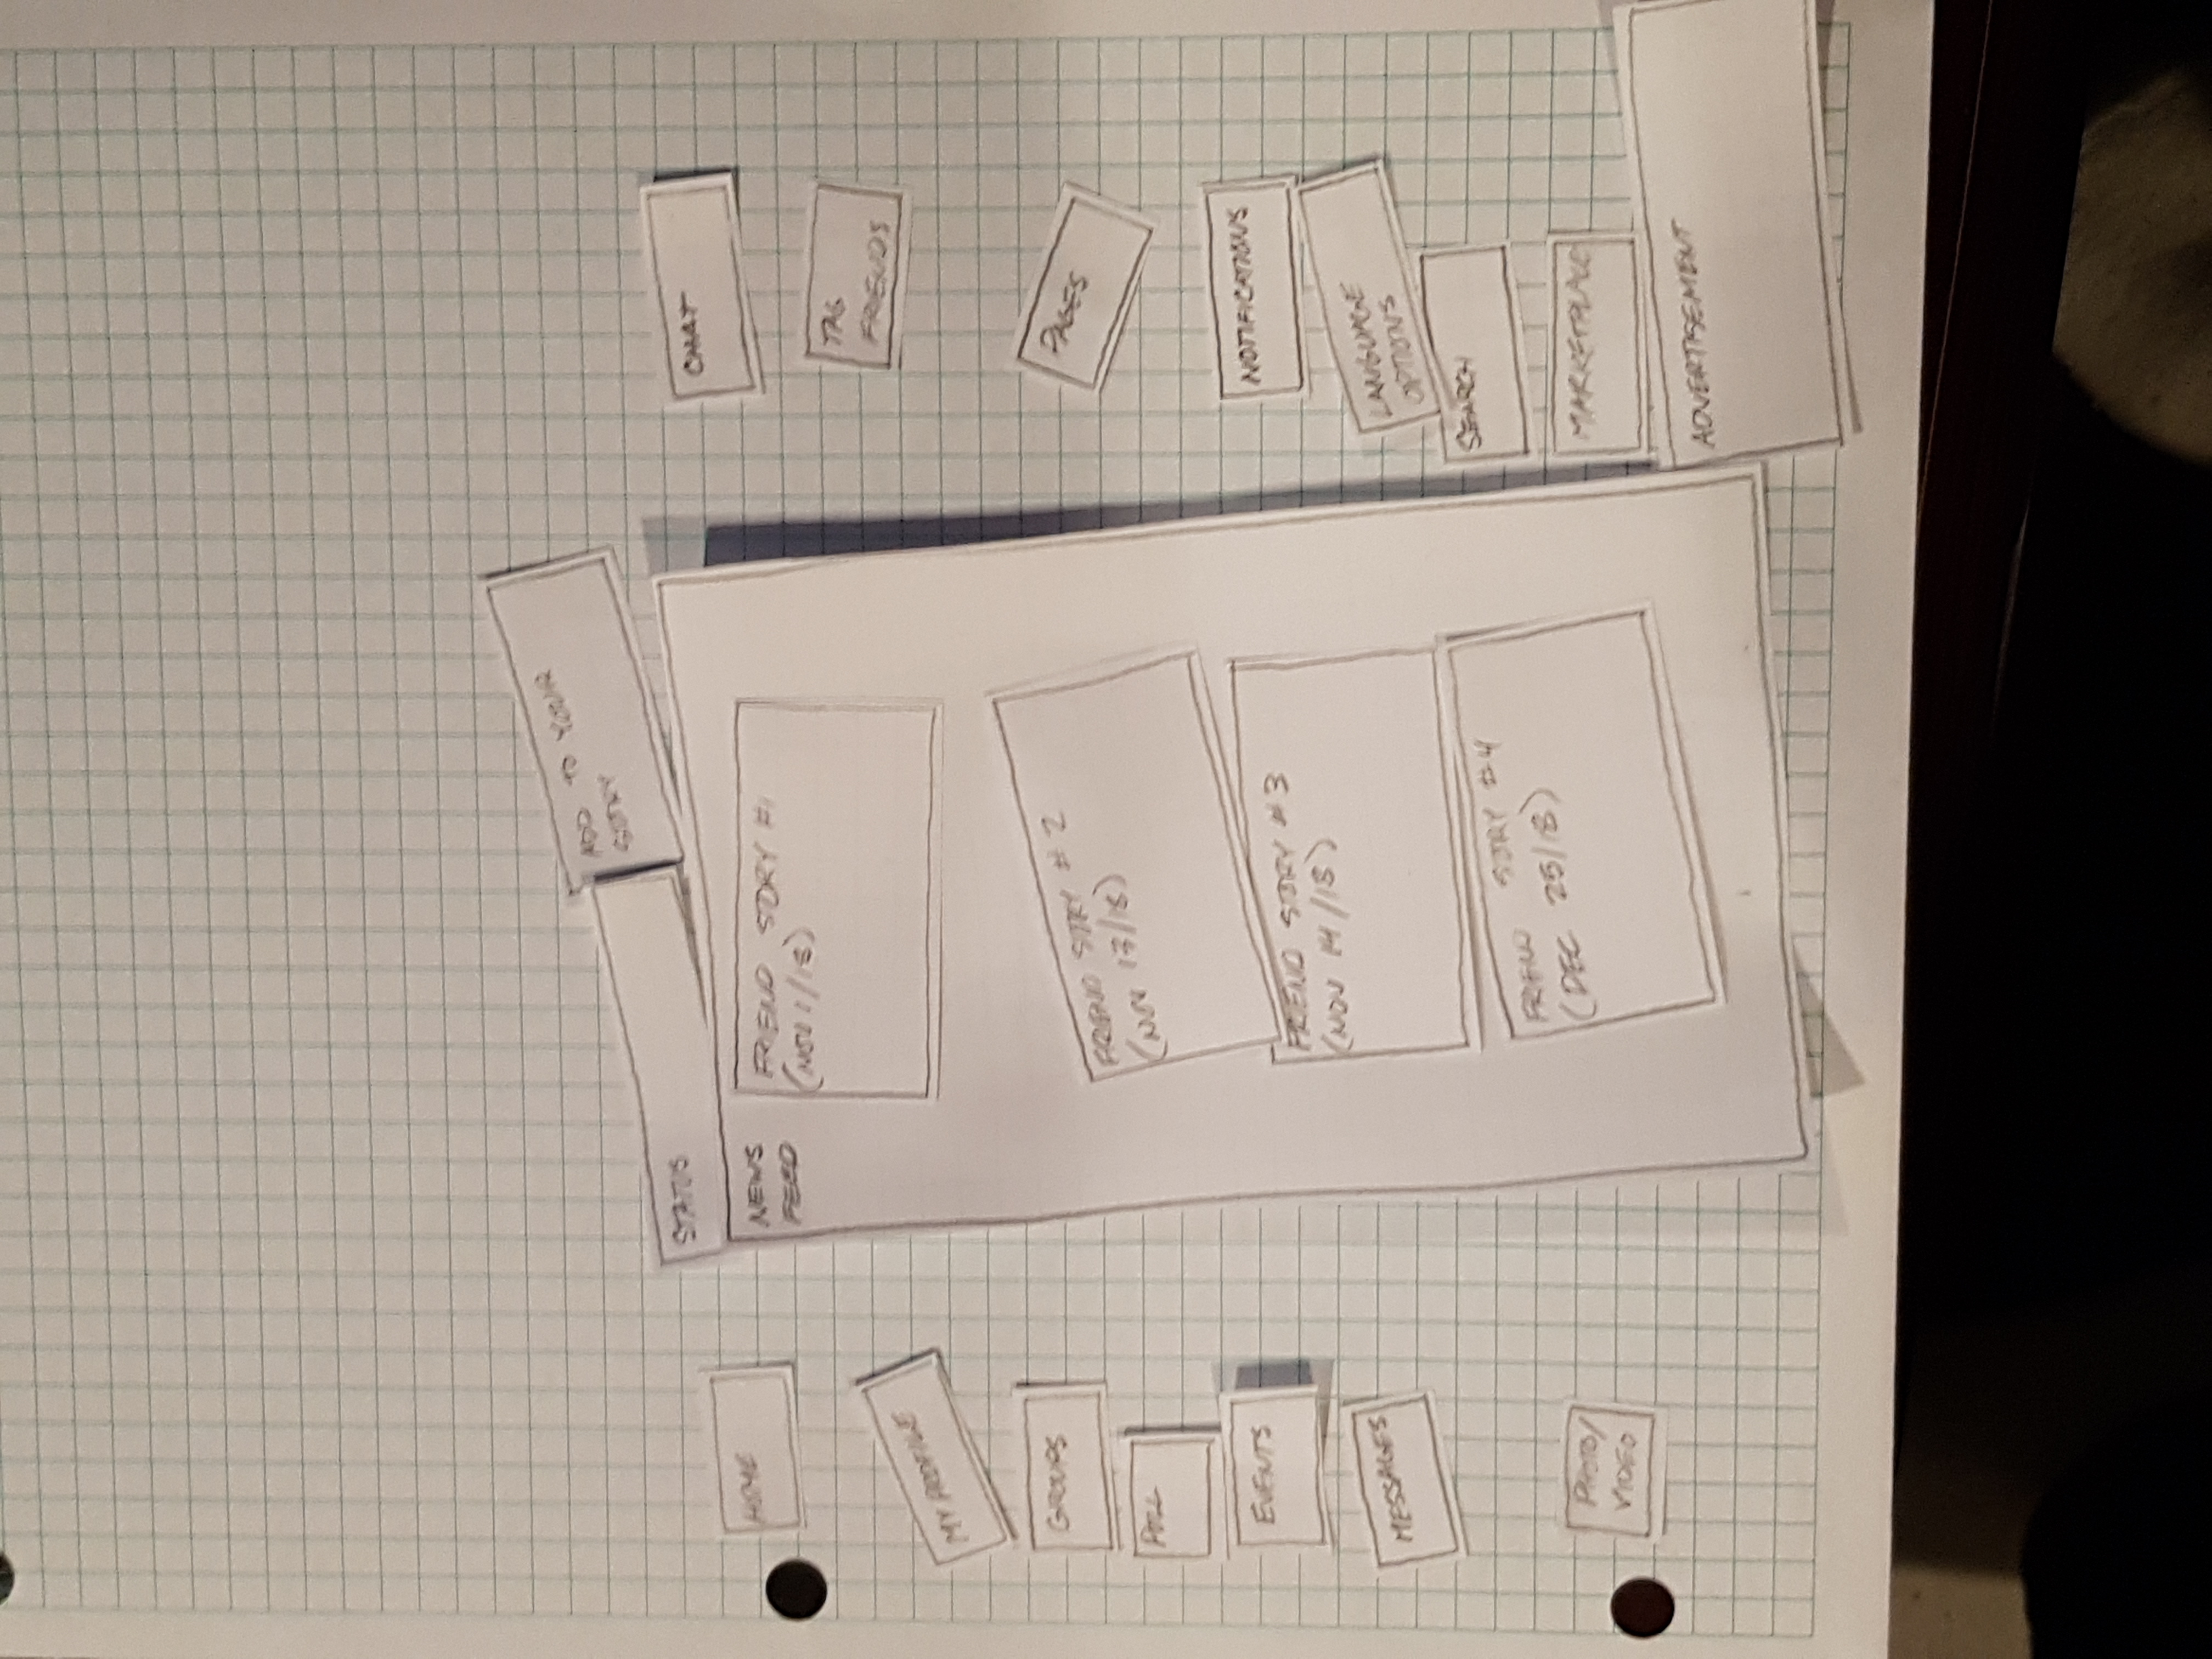 ADD TO YOUR
STORY
STATUS
HOME
MY PROFILE
GROUPS
POLL
EVENTS
MESSAGES
PHOTO/
VIDEO
NEWS
FEED
FRIEND STORY #1
(NOV 1/18)
FRIEND STORY # 2
(NOV 17/18)
FRIEND STORY # 3
(NOV 14/18)
FRIEND STORY #4
(DEC 25/18)
CHAT
TAG
FRIENDS
PAGES
NOTIFICATIONS
LANGUAGE
OPTIONS
SEARCH
MARKETPLACE
ADVERTISEMENT